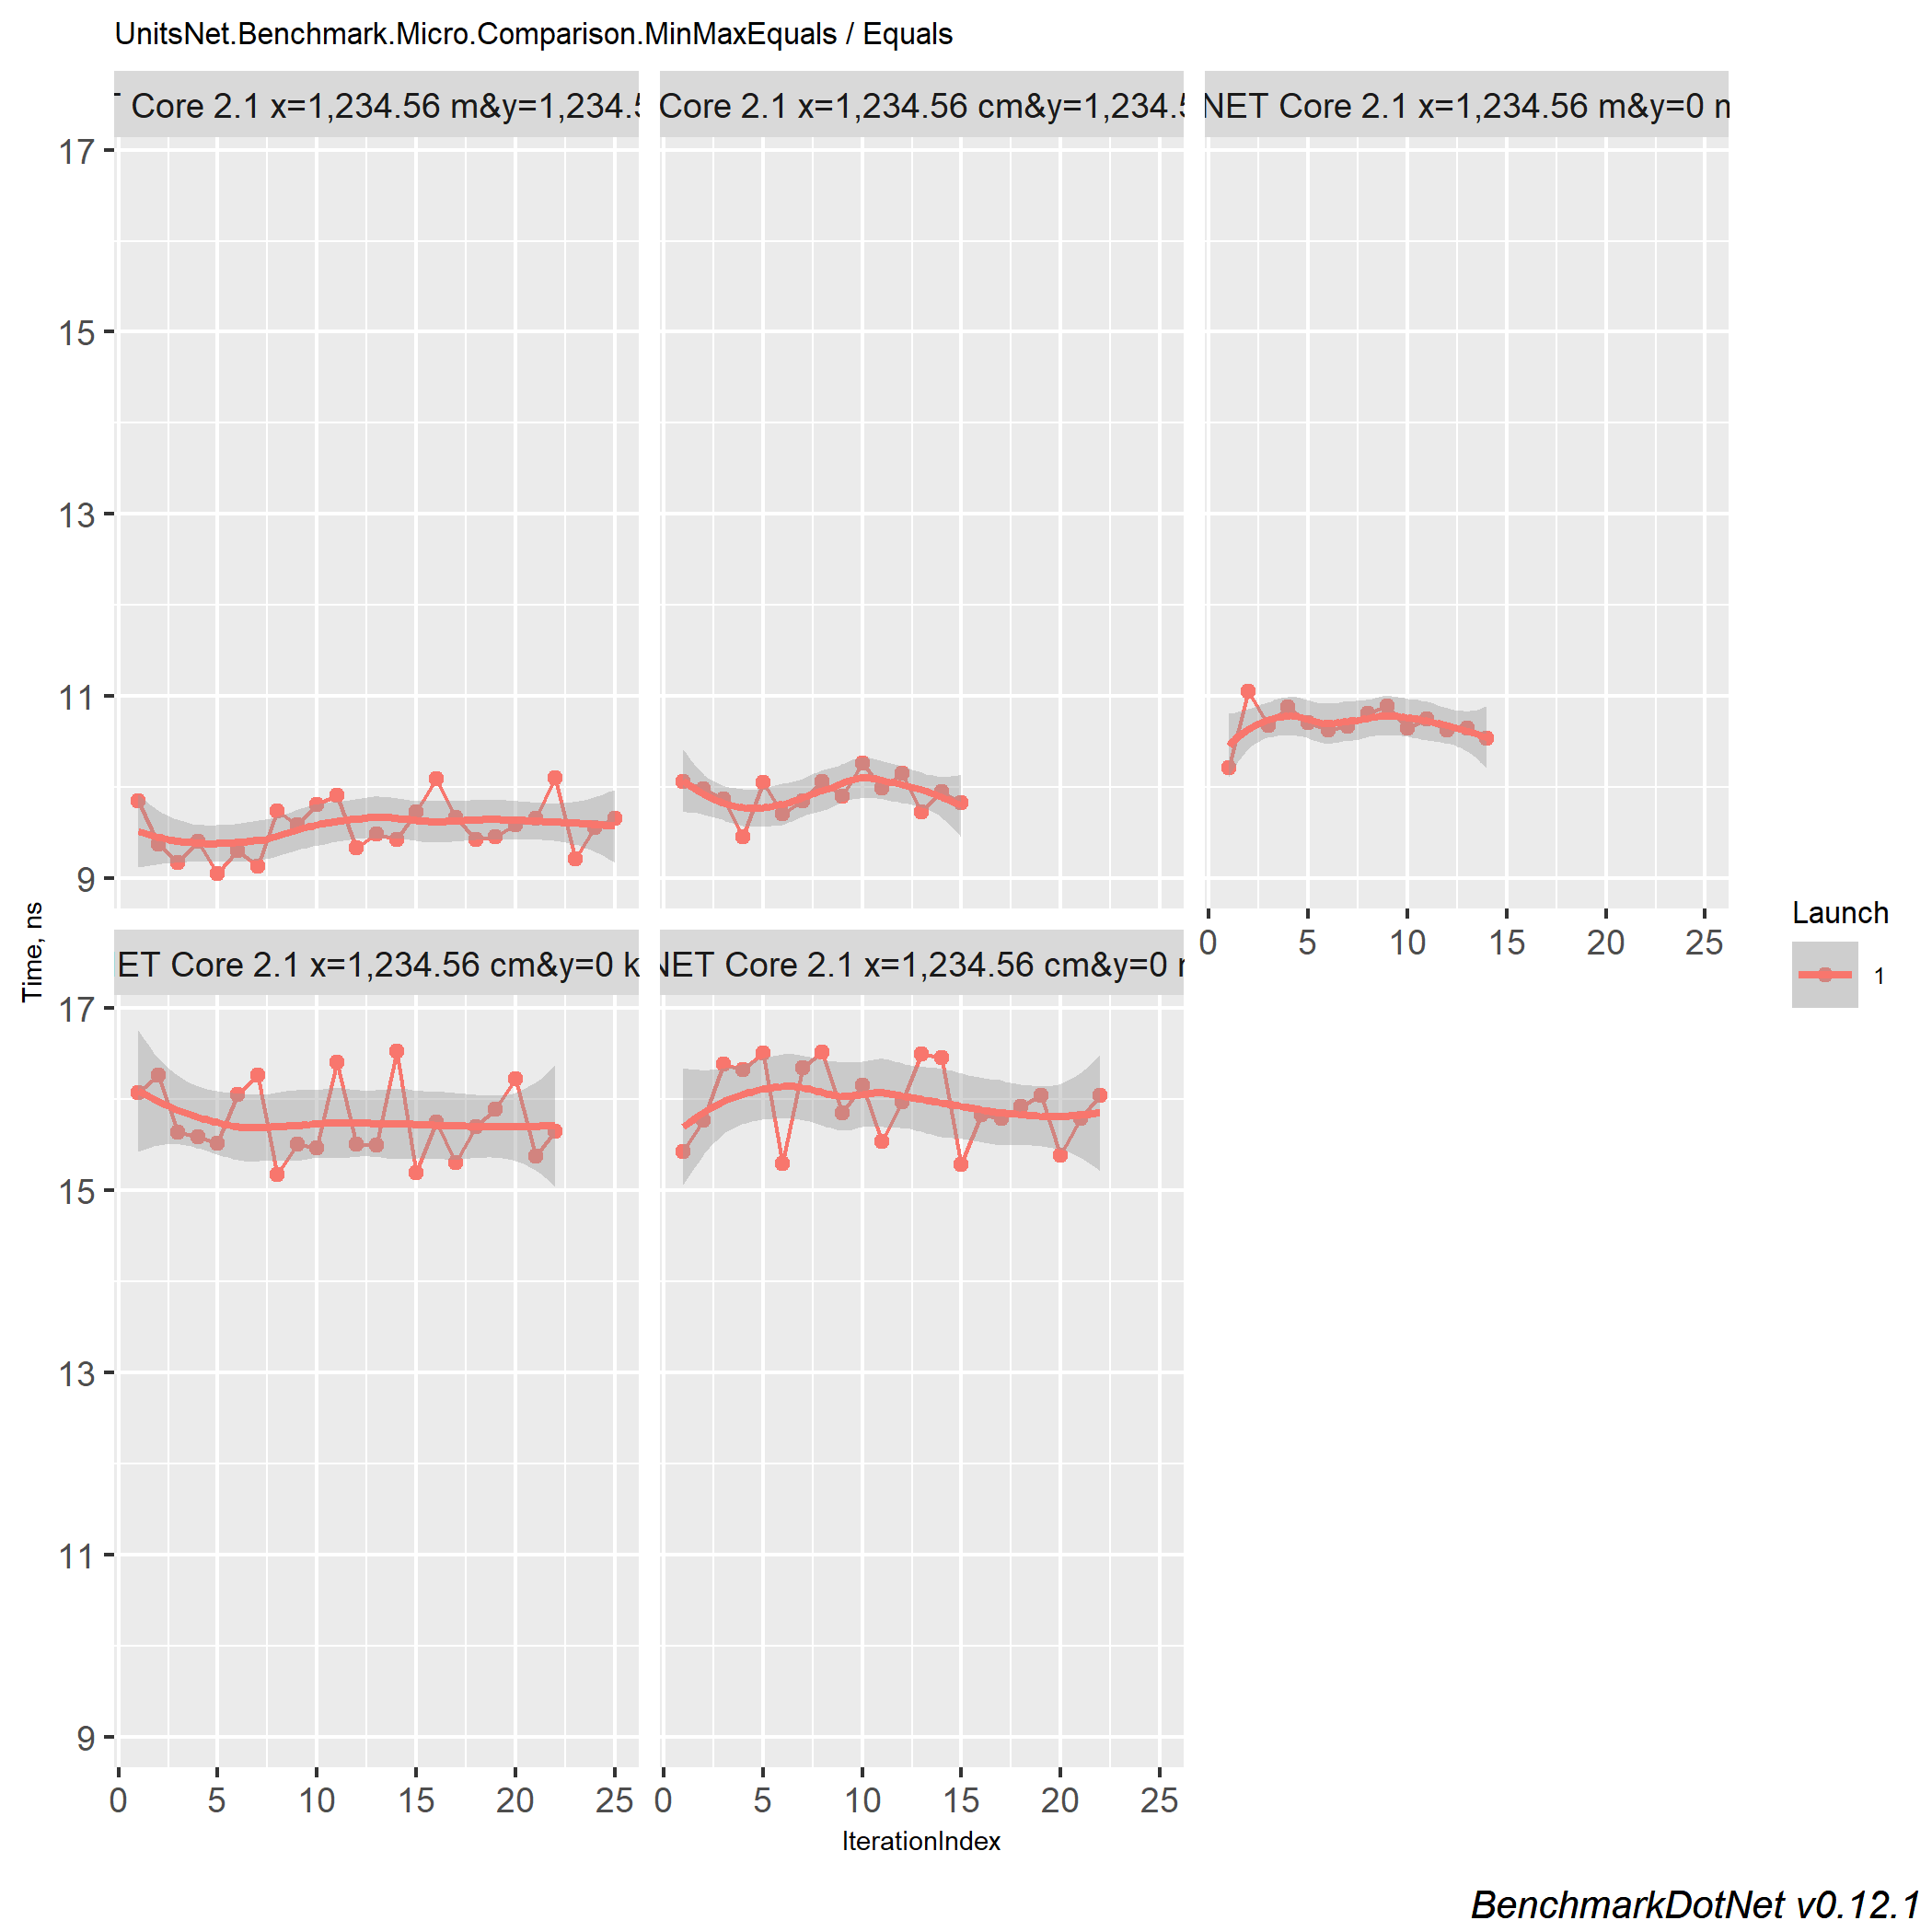 UnitsNet.Benchmark.Micro.Comparison.MinMaxEquals / Equals
Core 2.1 x=1,234.56 m&y=1,234.5
Core 2.1 x=1,234.56 cm&y=1,234.5
NET Core 2.1 x=1,234.56 m&y=0
17
15
13
11
9
0 5 10 15 20 25
Time, ns
ET Core 2.1 x=1,234.56 cm&y=0 k
NET Core 2.1 x=1,234.56 cm&y=0
17
15
13
11
9
0 5 10 15 20 25
0 5 10 15 20 25
IterationIndex
Launch
1
BenchmarkDotNet v0.12.1